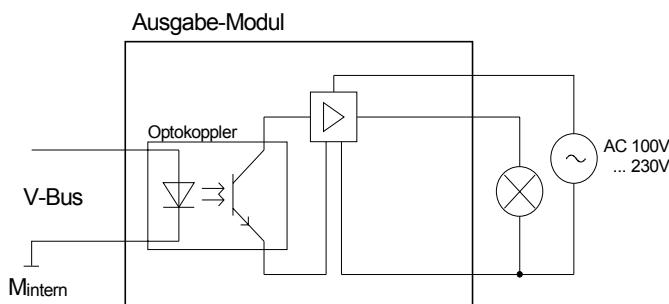 Ausgabe-Modul
Optokoppler
V-Bus
Mintern
AC 100V
... 230V